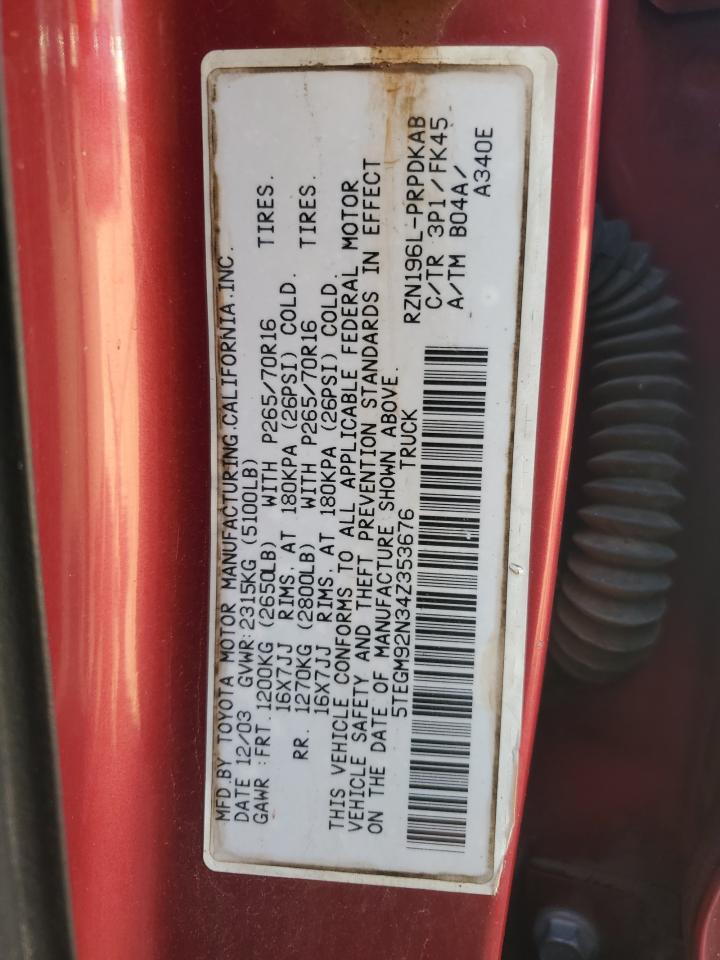 MFD.BY TOYOTA MOTOR MANUFACTURING.CALIFORNIA.INC.
DATE 12/03 GVWR:2315KG (5100LB)
GAWR :FRT.1200KG (2650LB) WITH P265/70R16 TIRES.
16X7JJ RIMS. AT 180KPA (26PSI) COLD.
RR. 1270KG (2800LB) WITH P265/70R16 TIRES.
16X7JJ RIMS. AT 180KPA (26PSI) COLD.
THIS VEHICLE CONFORMS TO ALL APPLICABLE FEDERAL MOTOR
VEHICLE SAFETY AND THEFT PREVENTION STANDARDS IN EFFECT
ON THE DATE OF MANUFACTURE SHOWN ABOVE.
5TEGM92N34Z353676 TRUCK
RZN196L-PRPDKAB
C/TR 3P1/FK45
A/TM B04A/
A340E